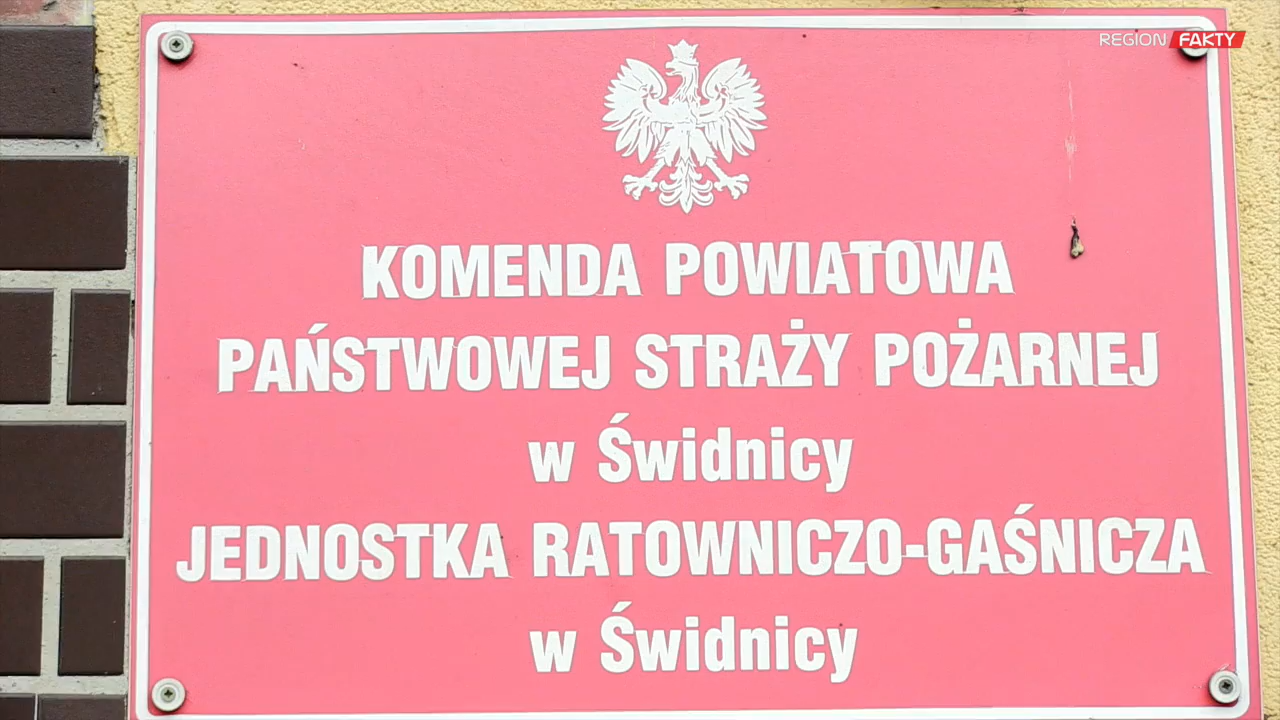 REGION FAKTY
KOMENDA POWIATOWA
PAŃSTWOWEJ STRAŻY POŻARNEJ
w Świdnicy
JEDNOSTKA RATOWNICZO-GAŚNICZA
w Świdnicy